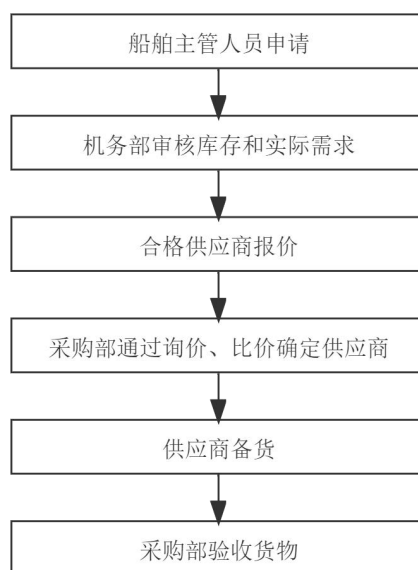 船舶主管人员申请
机务部审核库存和实际需求
合格供应商报价
采购部通过询价、比价确定供应商
供应商备货
采购部验收货物